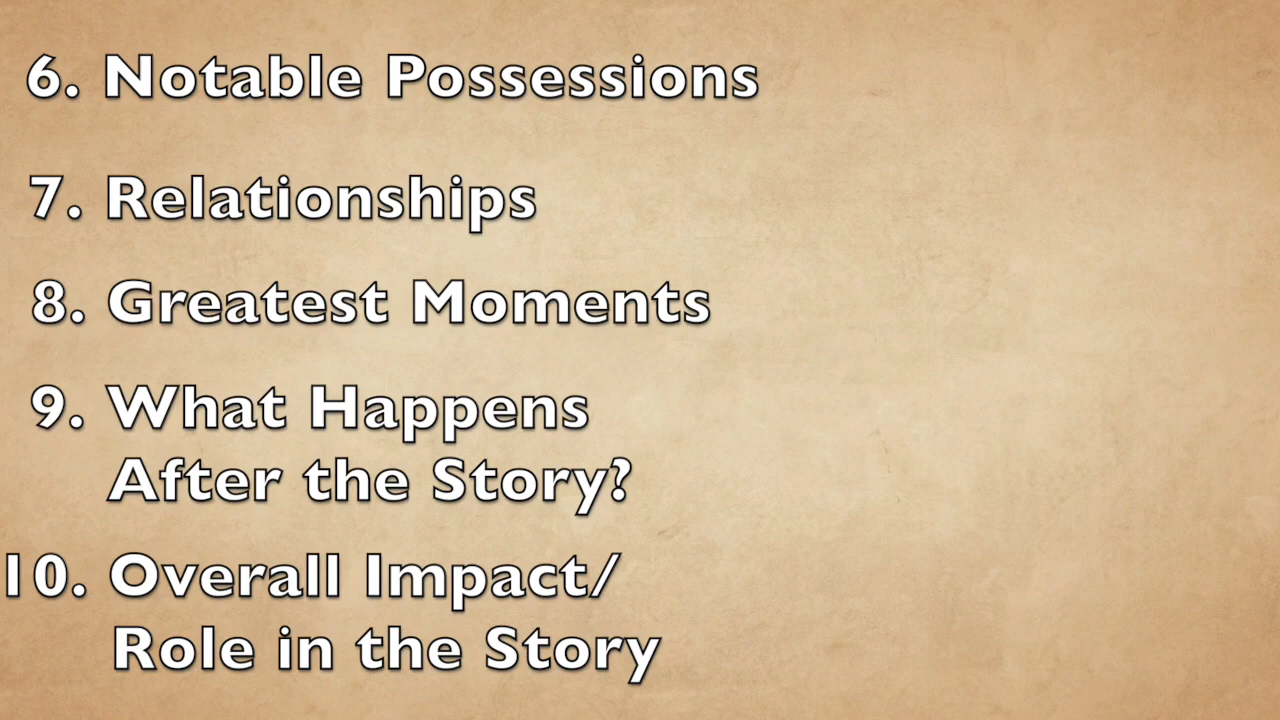 6. Notable Possessions
7. Relationships
8. Greatest Moments
9. What Happens
After the Story?
10. Overall Impact/
Role in the Story